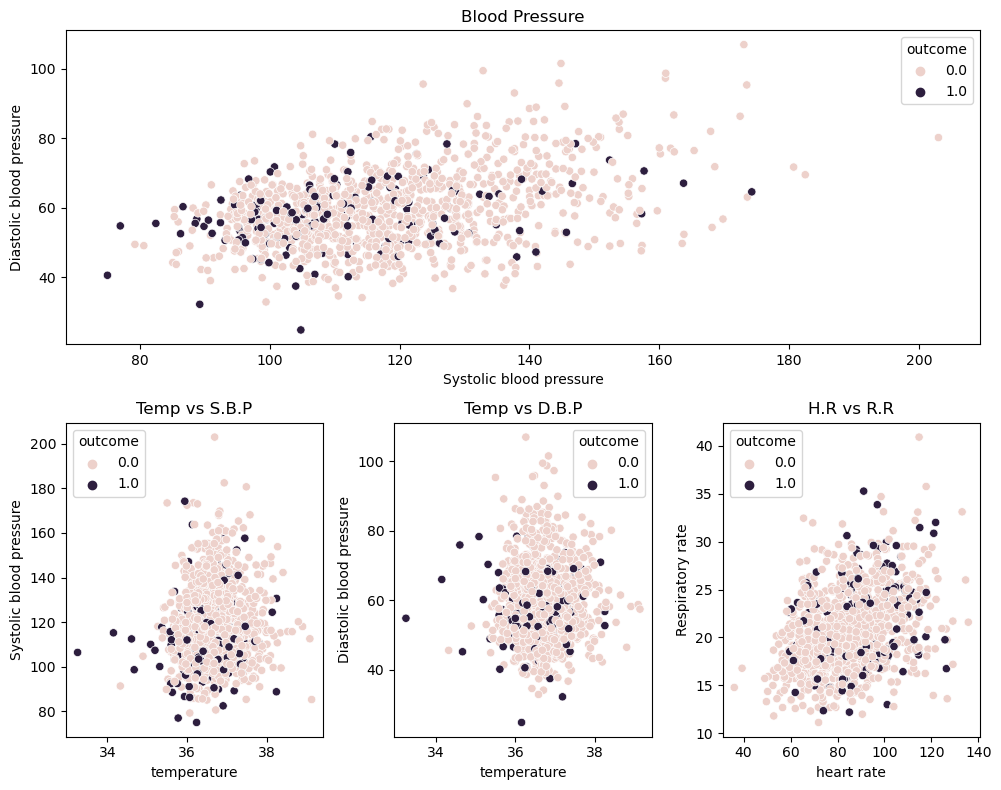 Blood Pressure
outcome
0.0
1.0
100
80
60
40
Diastolic blood pressure
80 100 120 140 160 180 200
Systolic blood pressure
Temp vs S.B.P
outcome
0.0
1.0
200
180
160
140
120
100
80
Systolic blood pressure
34 36 38
temperature
Temp vs D.B.P
outcome
0.0
1.0
100
80
60
40
Diastolic blood pressure
34 36 38
temperature
H.R vs R.R
outcome
0.0
1.0
40
35
30
25
20
15
10
Respiratory rate
40 60 80 100 120 140
heart rate